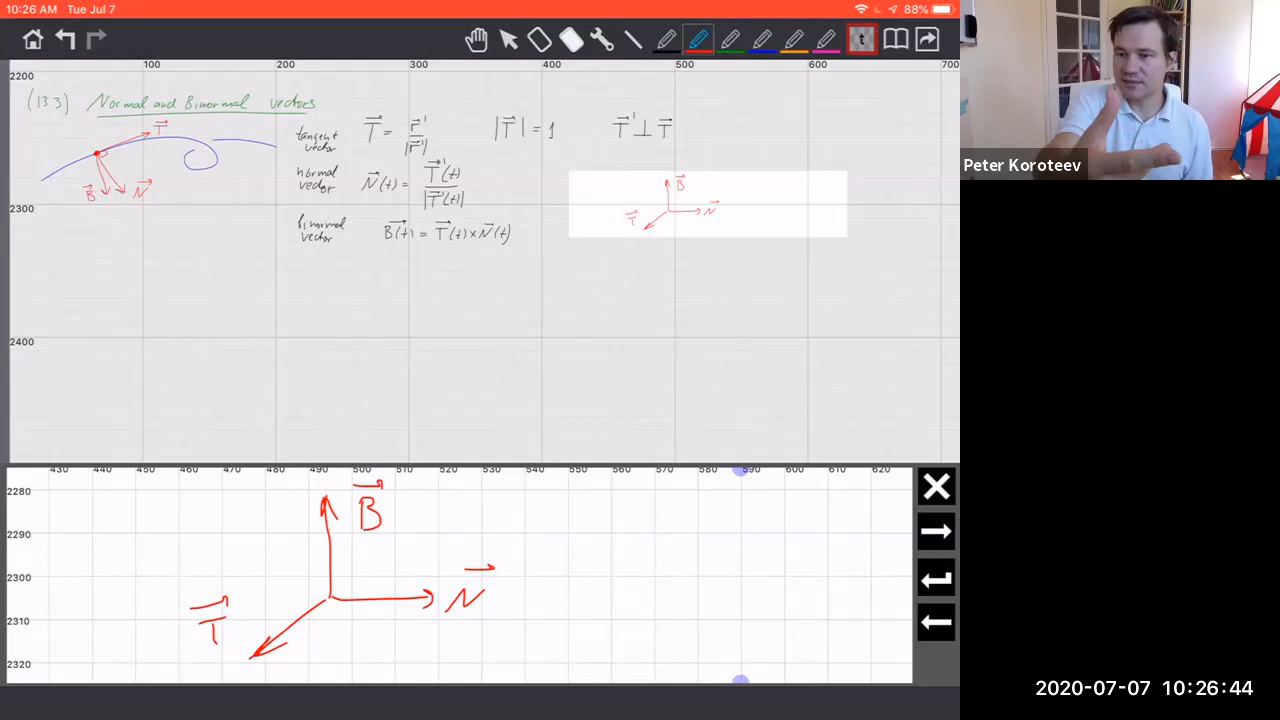 10:26 AM Tue Jul 7
88%
100 200 300 400 500 600 700
2200
(13 3) Normal and Binormal vectors
T⃗
B⃗ N⃗
tangent vector T⃗ = r⃗' / |r⃗'| |T⃗| = 1 T⃗' ⊥ T⃗
normal vector N⃗(t) = T⃗'(t) / |T⃗'(t)|
binormal vector B⃗(t) = T⃗(t) × N⃗(t)
B⃗
T⃗ N⃗
2300
2400
430 440 450 460 470 480 490 500 510 520 530 540 550 560 570 580 590 600 610 620
2280
2290
2300
2310
2320
B⃗
N⃗
T⃗
t
Peter Koroteev
2020-07-07 10:26:44